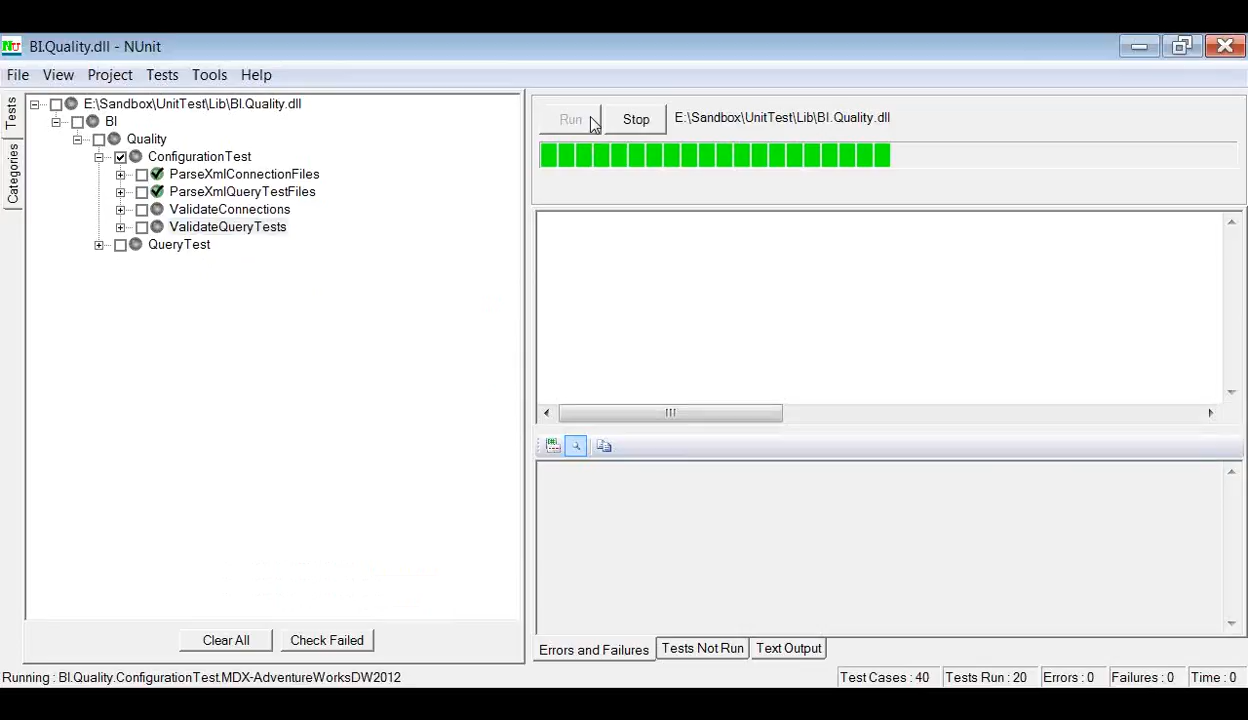 BI.Quality.dll - NUnit
File View Project Tests Tools Help
Tests
Categories
E:\Sandbox\UnitTest\Lib\BI.Quality.dll
BI
Quality
ConfigurationTest
ParseXmlConnectionFiles
ParseXmlQueryTestFiles
ValidateConnections
ValidateQueryTests
QueryTest
Clear All
Check Failed
Run
Stop
E:\Sandbox\UnitTest\Lib\BI.Quality.dll
Errors and Failures
Tests Not Run
Text Output
Running : BI.Quality.ConfigurationTest.MDX-AdventureWorksDW2012
Test Cases : 40
Tests Run : 20
Errors : 0
Failures : 0
Time : 0